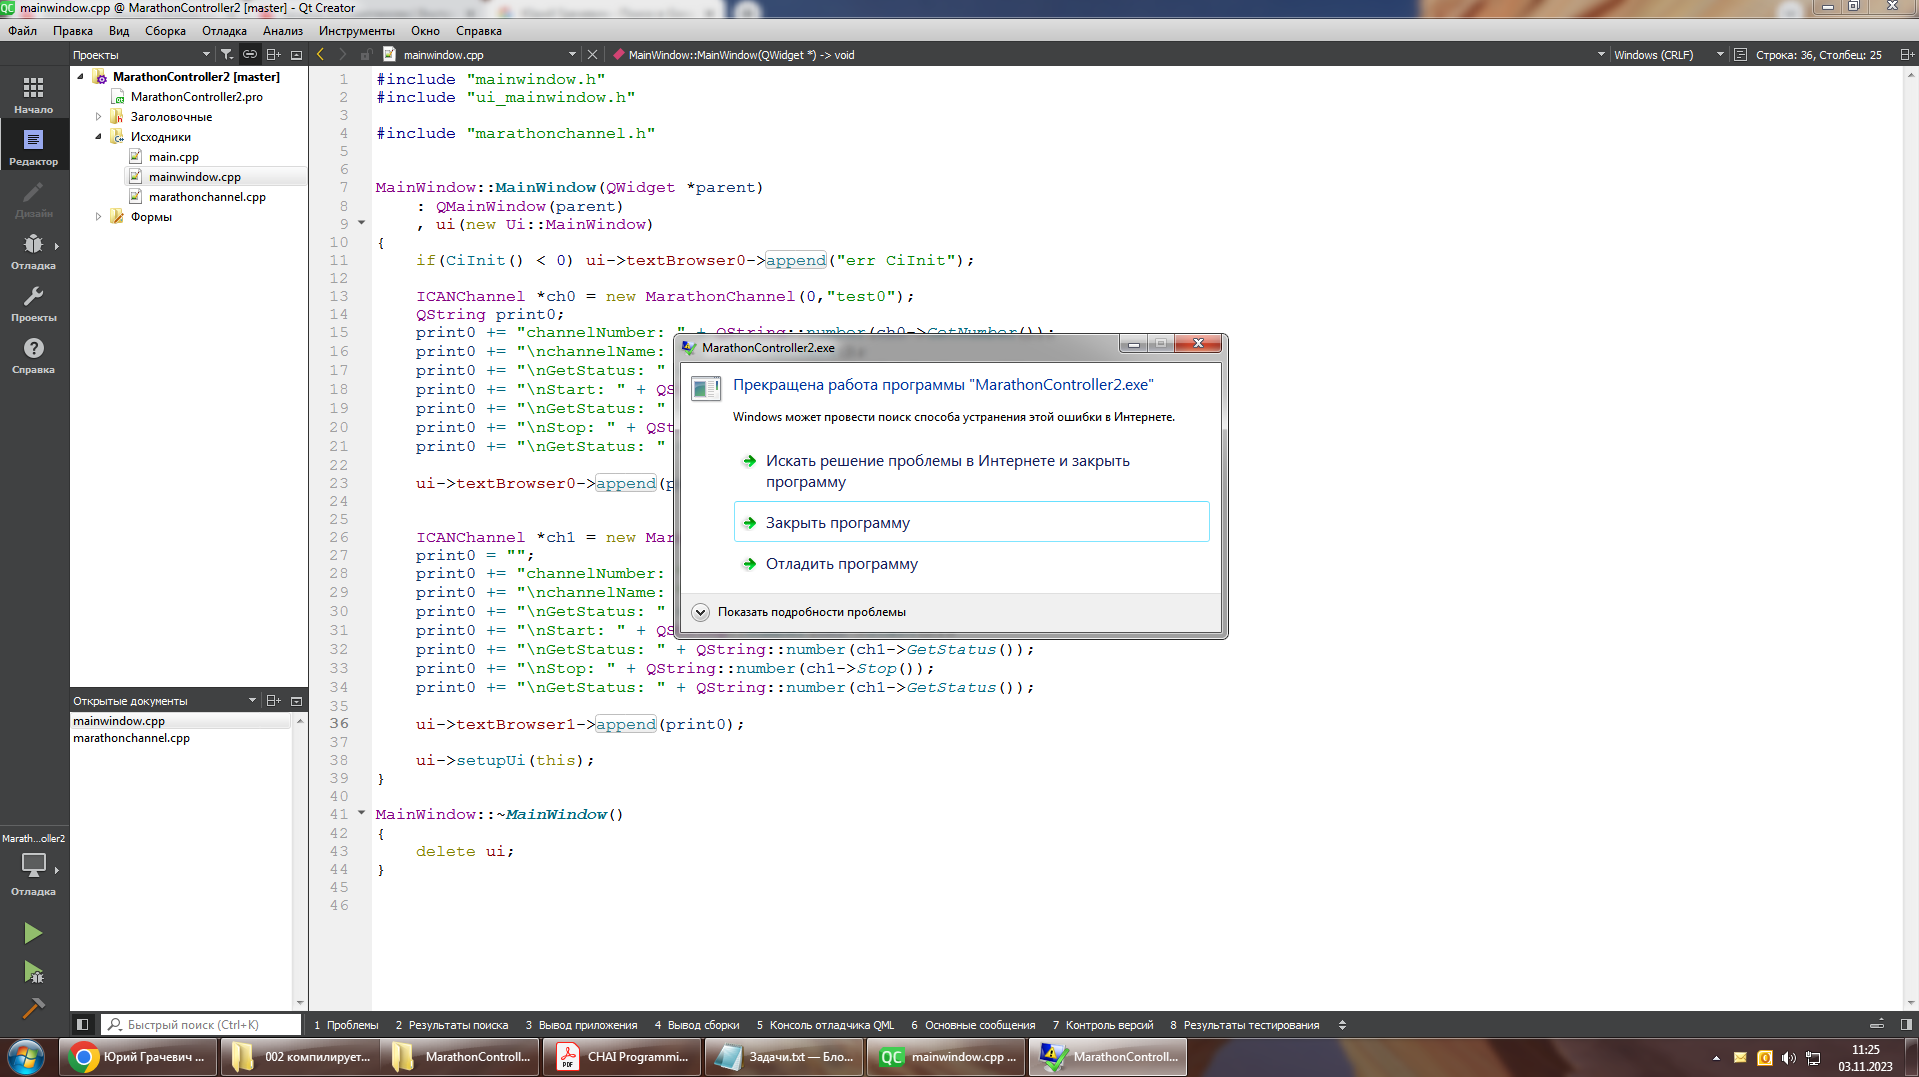 mainwindow.cpp @ MarathonController2 [master] - Qt Creator
Файл Правка Вид Сборка Отладка Анализ Инструменты Окно Справка
Проекты
mainwindow.cpp
MainWindow::MainWindow(QWidget *) -> void
Windows (CRLF)
Строка: 36, Столбец: 25
Начало
Редактор
Дизайн
Отладка
Проекты
Справка
MarathonController2 [master]
MarathonController2.pro
Заголовочные
Исходники
main.cpp
mainwindow.cpp
marathonchannel.cpp
Формы
Открытые документы
mainwindow.cpp
marathonchannel.cpp
Marath...oller2
Отладка
1 #include "mainwindow.h"
2 #include "ui_mainwindow.h"
3
4 #include "marathonchannel.h"
5
6
7 MainWindow::MainWindow(QWidget *parent)
8     : QMainWindow(parent)
9     , ui(new Ui::MainWindow)
10 {
11     if(CiInit() < 0) ui->textBrowser0->append("err CiInit");
12
13     ICANChannel *ch0 = new MarathonChannel(0,"test0");
14     QString print0;
15     print0 += "channelNumber: " + QString::number(ch0->GetNumber());
16     print0 += "\nchannelName:
17     print0 += "\nGetStatus: "
18     print0 += "\nStart: " + QS
19     print0 += "\nGetStatus: "
20     print0 += "\nStop: " + QSt
21     print0 += "\nGetStatus: "
22
23     ui->textBrowser0->append(p
24
25
26     ICANChannel *ch1 = new Mar
27     print0 = "";
28     print0 += "channelNumber:
29     print0 += "\nchannelName:
30     print0 += "\nGetStatus: "
31     print0 += "\nStart: " + QS
32     print0 += "\nGetStatus: " + QString::number(ch1->GetStatus());
33     print0 += "\nStop: " + QString::number(ch1->Stop());
34     print0 += "\nGetStatus: " + QString::number(ch1->GetStatus());
35
36     ui->textBrowser1->append(print0);
37
38     ui->setupUi(this);
39 }
40
41 MainWindow::~MainWindow()
42 {
43     delete ui;
44 }
45
46
MarathonController2.exe
Прекращена работа программы "MarathonController2.exe"
Windows может провести поиск способа устранения этой ошибки в Интернете.
Искать решение проблемы в Интернете и закрыть
программу
Закрыть программу
Отладить программу
Показать подробности проблемы
Быстрый поиск (Ctrl+K)
1 Проблемы 2 Результаты поиска 3 Вывод приложения 4 Вывод сборки 5 Консоль отладчика QML 6 Основные сообщения 7 Контроль версий 8 Результаты тестирования
Юрий Грачевич ...
002 компилирует...
MarathonControll...
CHAI Programmi...
Задачи.txt — Бло...
mainwindow.cpp ...
MarathonControll...
11:25
03.11.2023